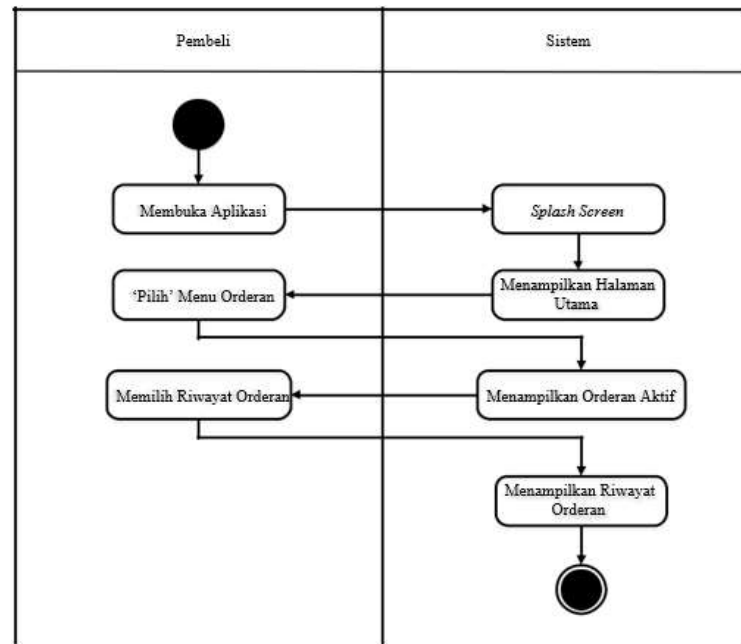 Pembeli
Sistem
Membuka Aplikasi
Splash Screen
Menampilkan Halaman
Utama
‘Pilih’ Menu Orderan
Menampilkan Orderan Aktif
Memilih Riwayat Orderan
Menampilkan Riwayat
Orderan